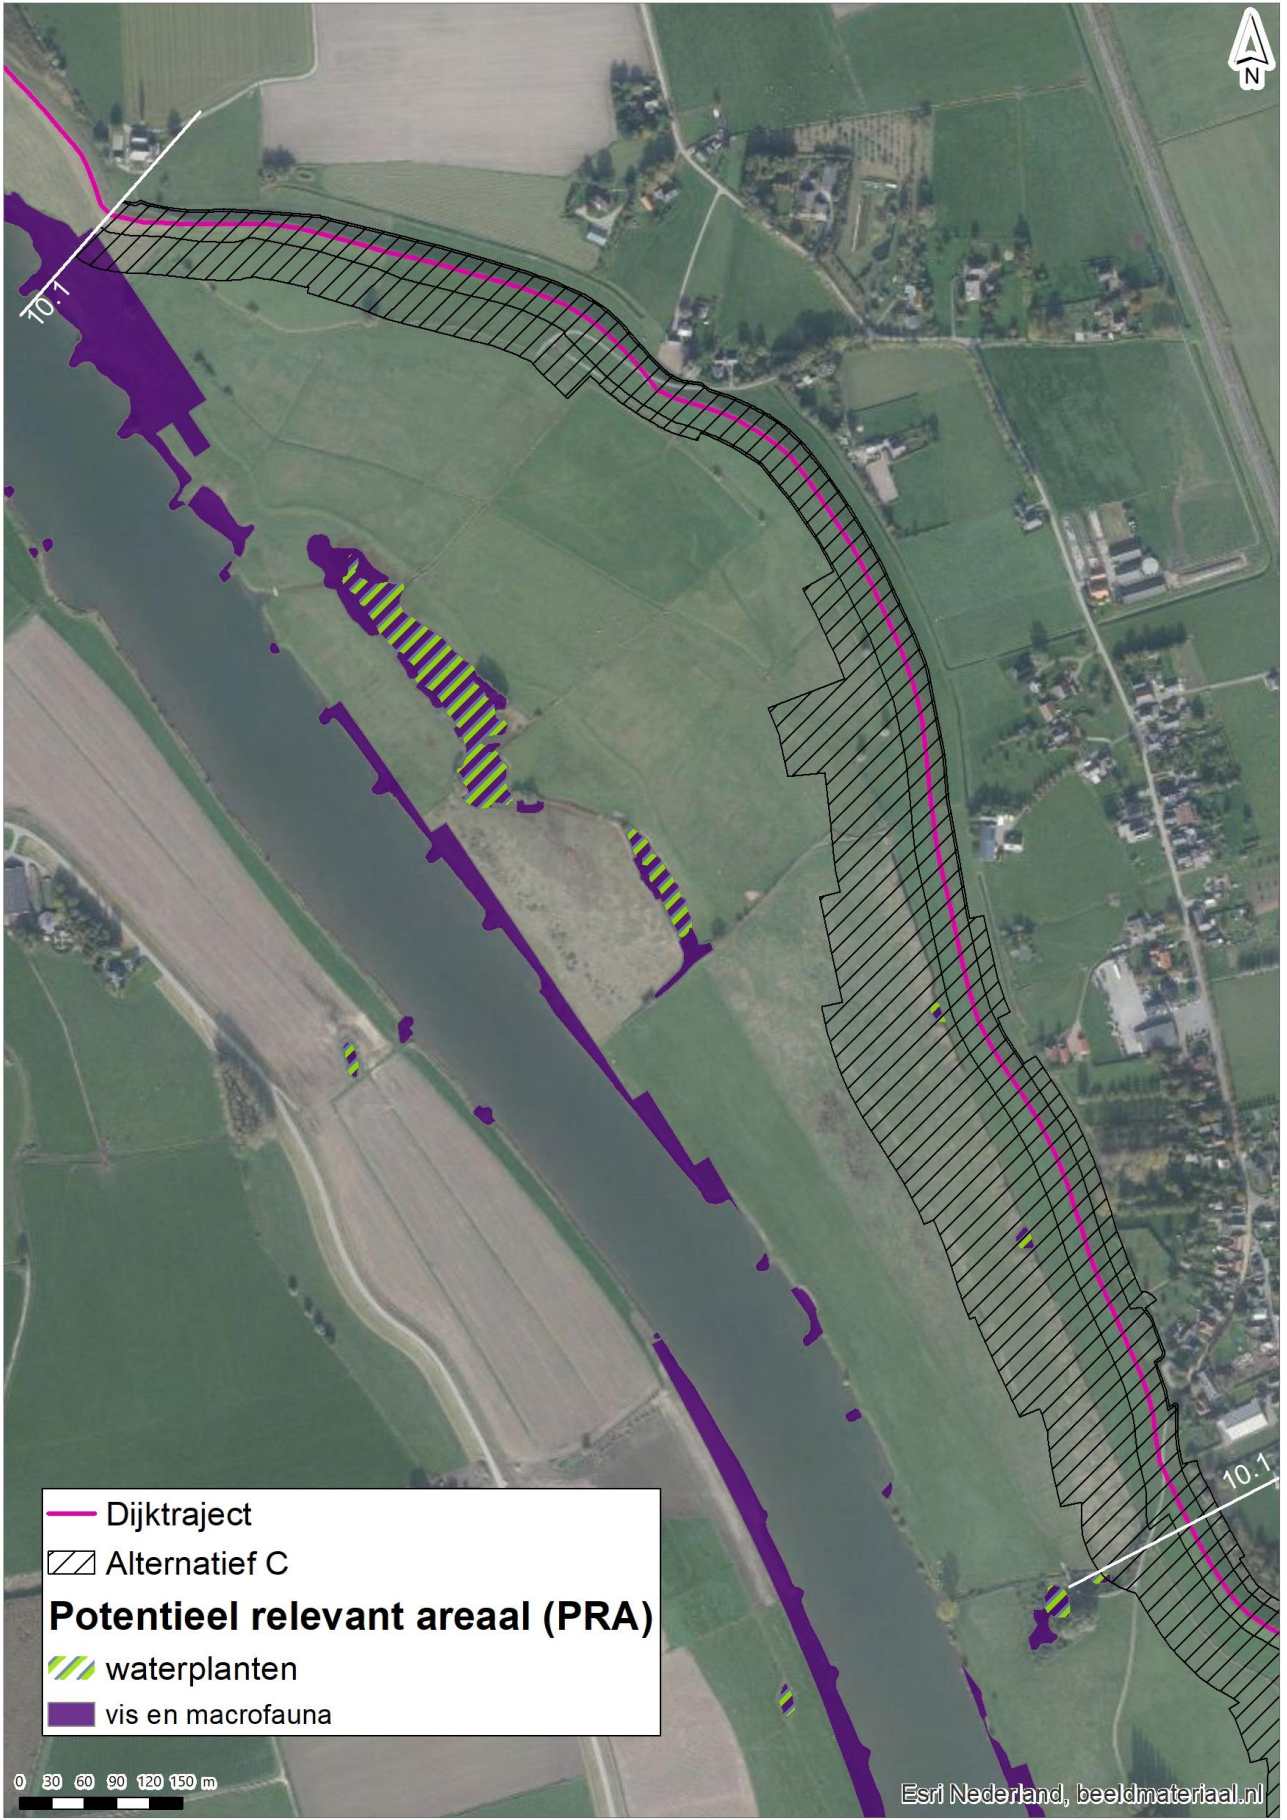 N
10.1
10.1
Dijktraject
Alternatief C
Potentieel relevant areaal (PRA)
waterplanten
vis en macrofauna
0 30 60 90 120 150 m
Esri Nederland, beeldmateriaal.nl